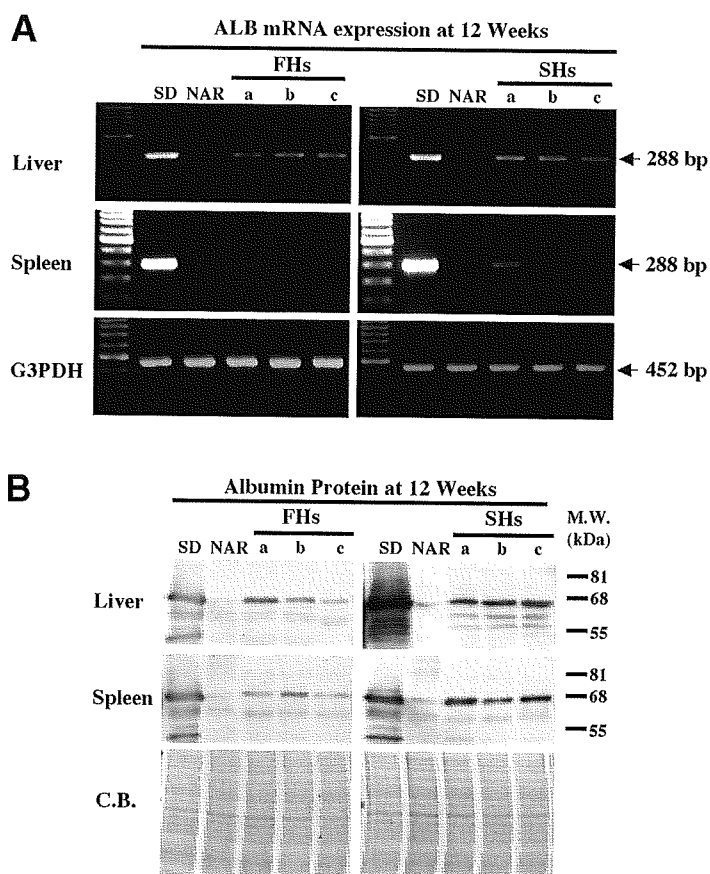 A
ALB mRNA expression at 12 Weeks
FHs SHs
SD NAR a b c SD NAR a b c
Liver 288 bp
Spleen 288 bp
G3PDH 452 bp
B
Albumin Protein at 12 Weeks
FHs SHs M.W.
SD NAR a b c SD NAR a b c (kDa)
81
Liver 68
55
81
Spleen 68
55
C.B.